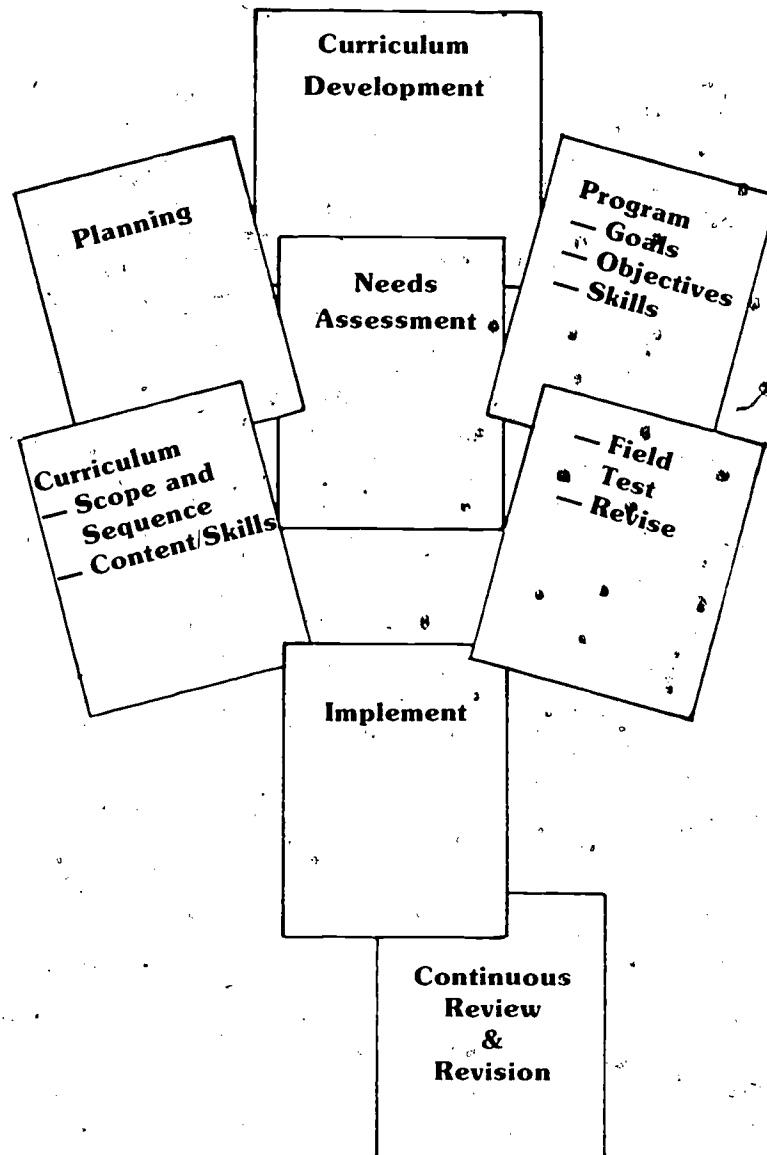 Curriculum
Development
Planning
Needs
Assessment
Program
— Goals
— Objectives
— Skills
Curriculum
— Scope and
Sequence
— Content/Skills
— Field
Test
— Revise
Implement
Continuous
Review
&
Revision